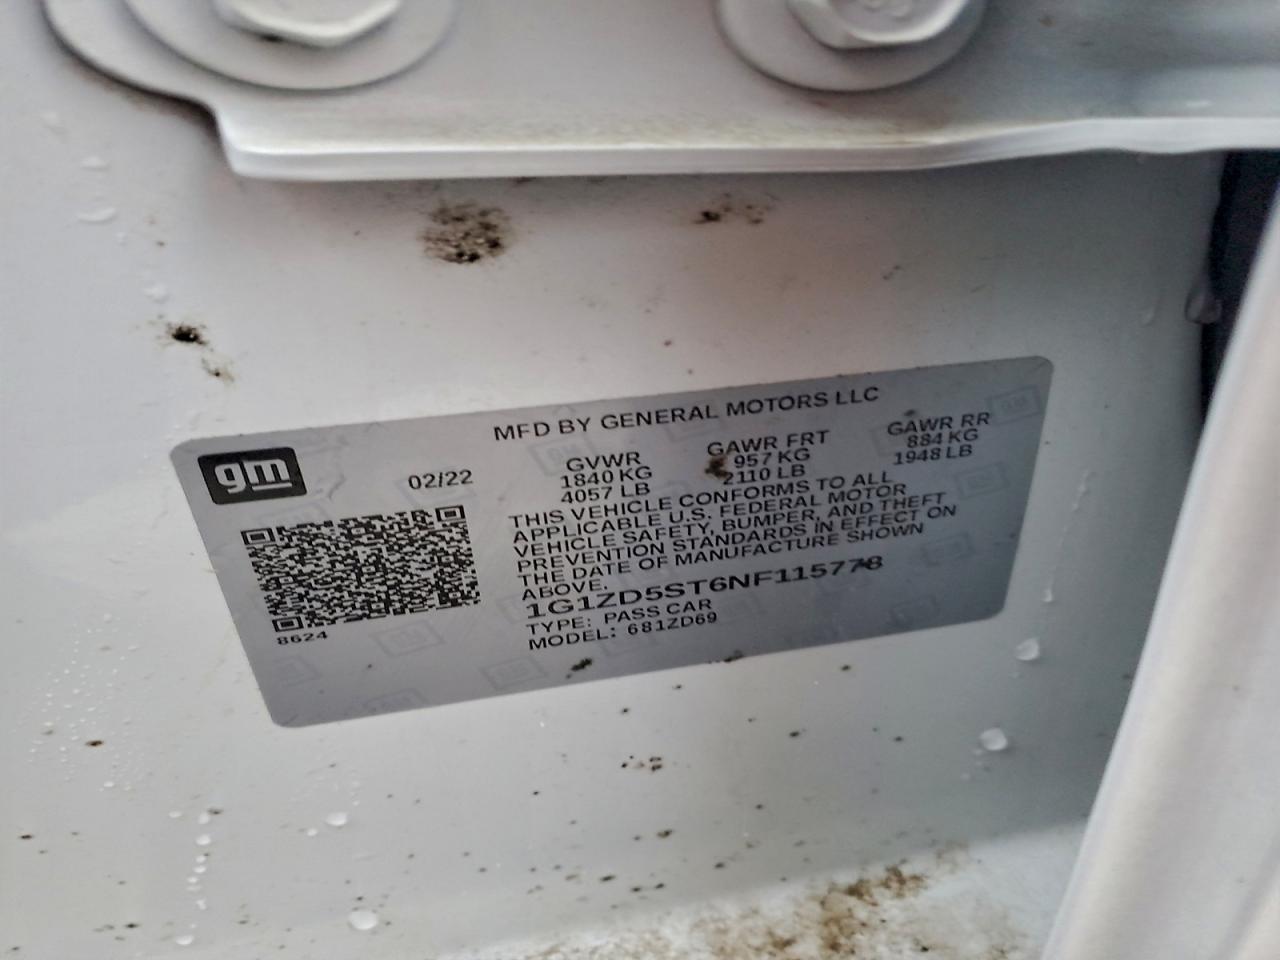 MFD BY GENERAL MOTORS LLC
gm
02/22
GVWR GAWR FRT GAWR RR
1840 KG 957 KG 884 KG
4057 LB 2110 LB 1948 LB
THIS VEHICLE CONFORMS TO ALL
APPLICABLE U.S. FEDERAL MOTOR
VEHICLE SAFETY, BUMPER, AND THEFT
PREVENTION STANDARDS IN EFFECT ON
THE DATE OF MANUFACTURE SHOWN
ABOVE.
1G1ZD5ST6NF115778
TYPE: PASS CAR
MODEL: 681ZD69
8624